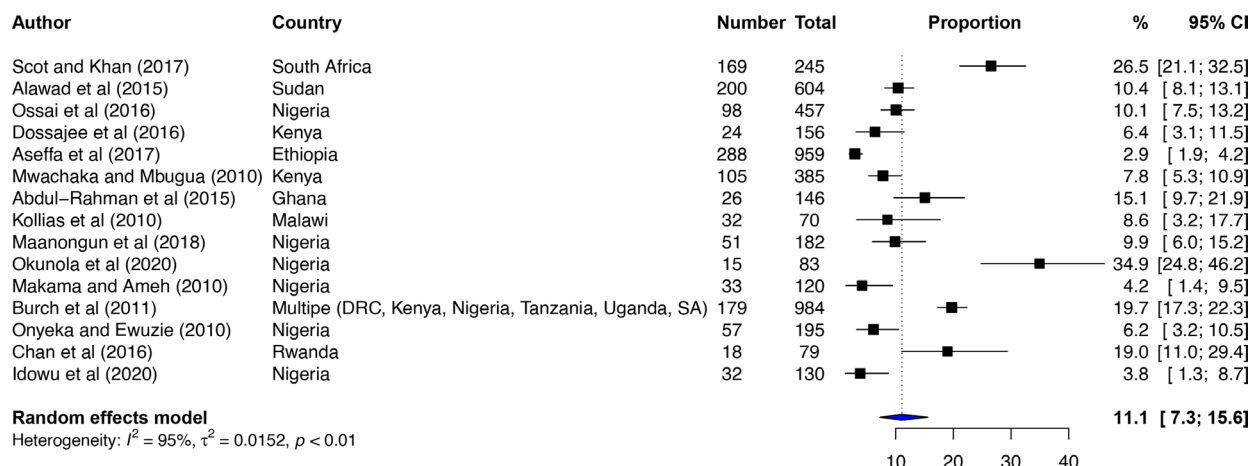 Author Country Number Total Proportion % 95% CI
Scot and Khan (2017) South Africa 169 245 26.5 [21.1; 32.5]
Alawad et al (2015) Sudan 200 604 10.4 [ 8.1; 13.1]
Ossai et al (2016) Nigeria 98 457 10.1 [ 7.5; 13.2]
Dossajee et al (2016) Kenya 24 156 6.4 [ 3.1; 11.5]
Aseffa et al (2017) Ethiopia 288 959 2.9 [ 1.9; 4.2]
Mwachaka and Mbugua (2010) Kenya 105 385 7.8 [ 5.3; 10.9]
Abdul−Rahman et al (2015) Ghana 26 146 15.1 [ 9.7; 21.9]
Kollias et al (2010) Malawi 32 70 8.6 [ 3.2; 17.7]
Maanongun et al (2018) Nigeria 51 182 9.9 [ 6.0; 15.2]
Okunola et al (2020) Nigeria 15 83 34.9 [24.8; 46.2]
Makama and Ameh (2010) Nigeria 33 120 4.2 [ 1.4; 9.5]
Burch et al (2011) Multipe (DRC, Kenya, Nigeria, Tanzania, Uganda, SA) 179 984 19.7 [17.3; 22.3]
Onyeka and Ewuzie (2010) Nigeria 57 195 6.2 [ 3.2; 10.5]
Chan et al (2016) Rwanda 18 79 19.0 [11.0; 29.4]
Idowu et al (2020) Nigeria 32 130 3.8 [ 1.3; 8.7]
Random effects model 11.1 [ 7.3; 15.6]
Heterogeneity: I² = 95%, τ² = 0.0152, p < 0.01
10 20 30 40